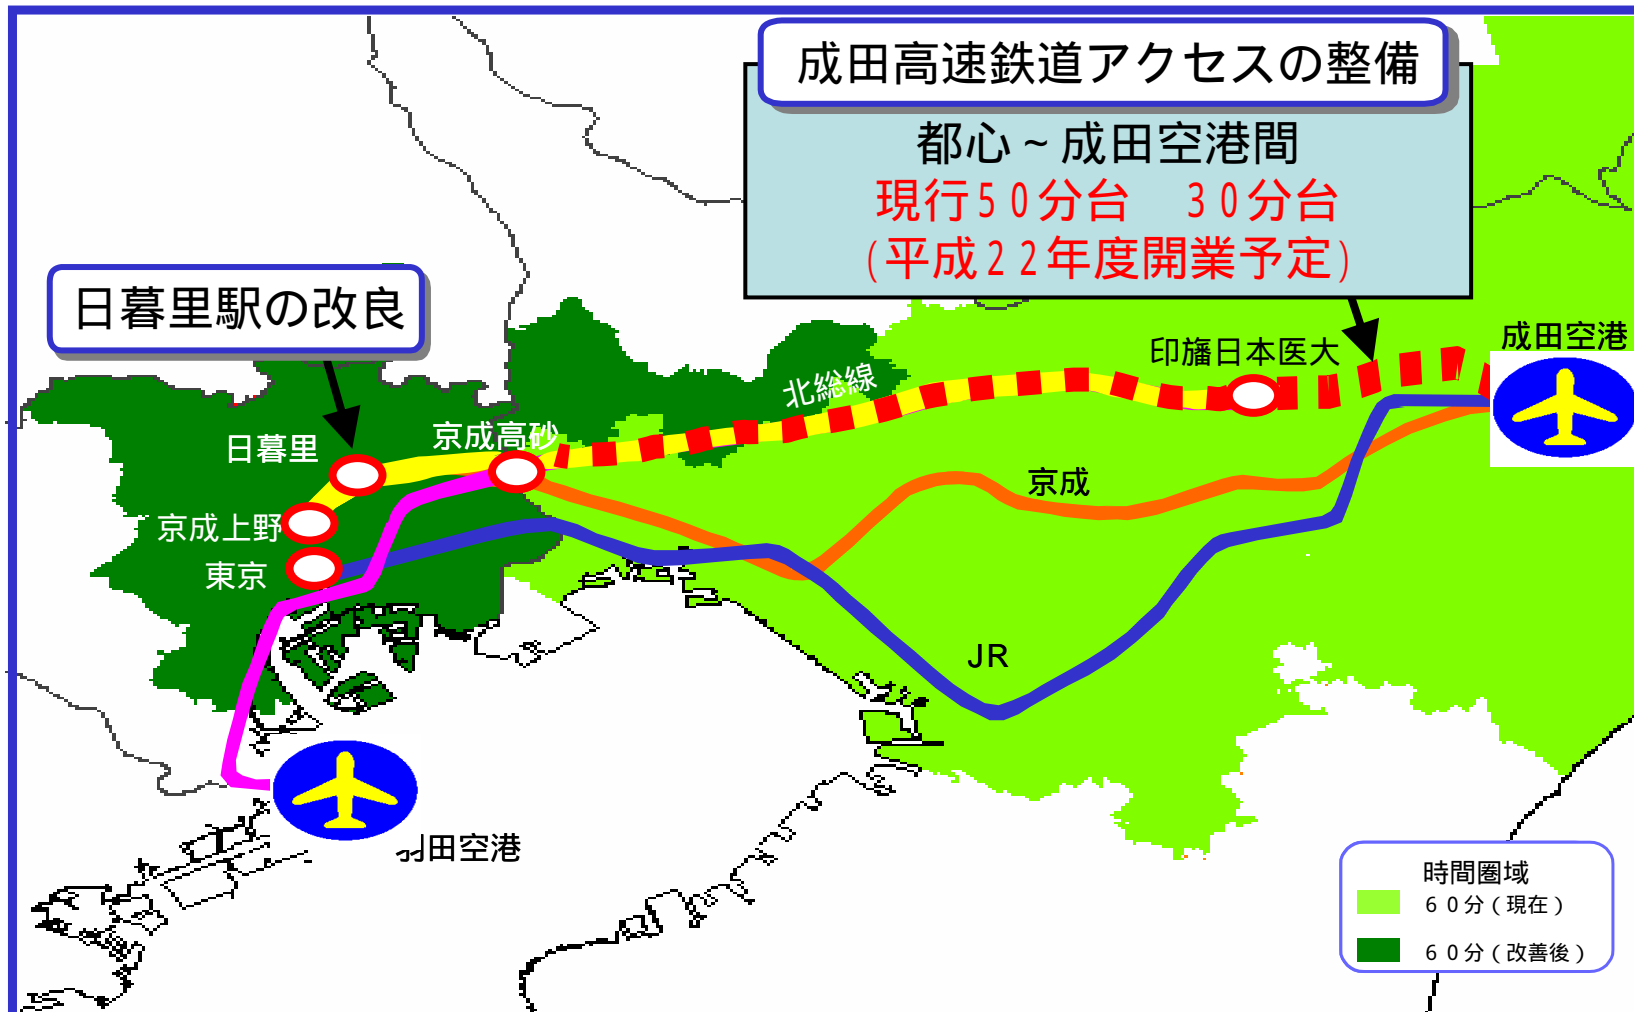 成田高速鉄道アクセスの整備
都心~成田空港間
現行50分台　30分台
(平成22年度開業予定)
日暮里駅の改良
成田空港
印旛日本医大
北総線
京成高砂
日暮里
京成
京成上野
東京
JR
羽田空港
時間圏域
60分(現在)
60分(改善後)